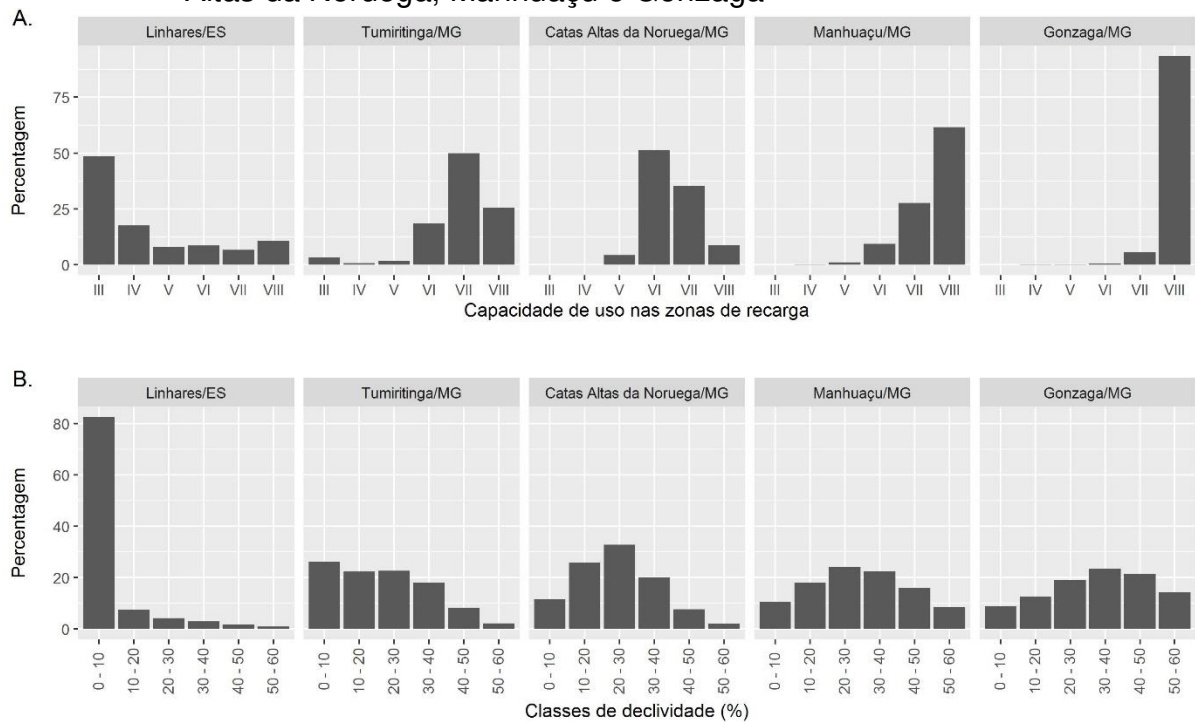 Altas da Noruega, Manhuaçu e Gonzaga
A.
Linhares/ES Tumiritinga/MG Catas Altas da Noruega/MG Manhuaçu/MG Gonzaga/MG
Percentagem
75
50
25
0
III IV V VI VII VIII III IV V VI VII VIII III IV V VI VII VIII III IV V VI VII VIII III IV V VI VII VIII
Capacidade de uso nas zonas de recarga
B.
Linhares/ES Tumiritinga/MG Catas Altas da Noruega/MG Manhuaçu/MG Gonzaga/MG
Percentagem
80
60
40
20
0
0 - 10 10 - 20 20 - 30 30 - 40 40 - 50 50 - 60 0 - 10 10 - 20 20 - 30 30 - 40 40 - 50 50 - 60 0 - 10 10 - 20 20 - 30 30 - 40 40 - 50 50 - 60 0 - 10 10 - 20 20 - 30 30 - 40 40 - 50 50 - 60 0 - 10 10 - 20 20 - 30 30 - 40 40 - 50 50 - 60
Classes de declividade (%)